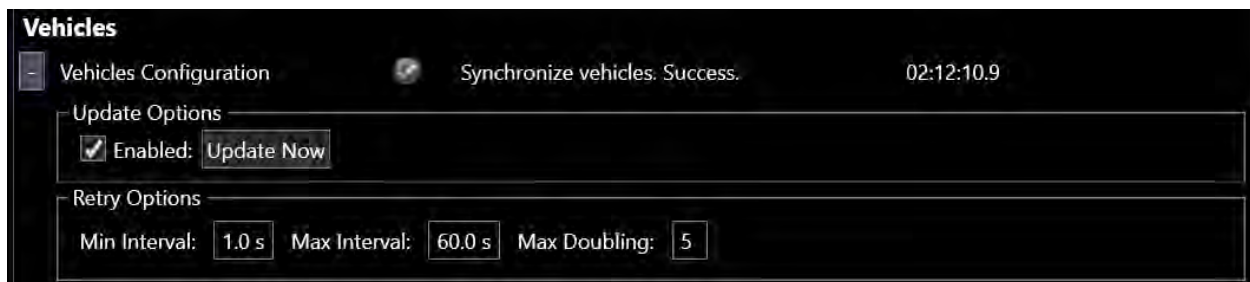 Vehicles
- Vehicles Configuration Synchronize vehicles. Success. 02:12:10.9
Update Options
Enabled: Update Now
Retry Options
Min Interval: 1.0 s Max Interval: 60.0 s Max Doubling: 5